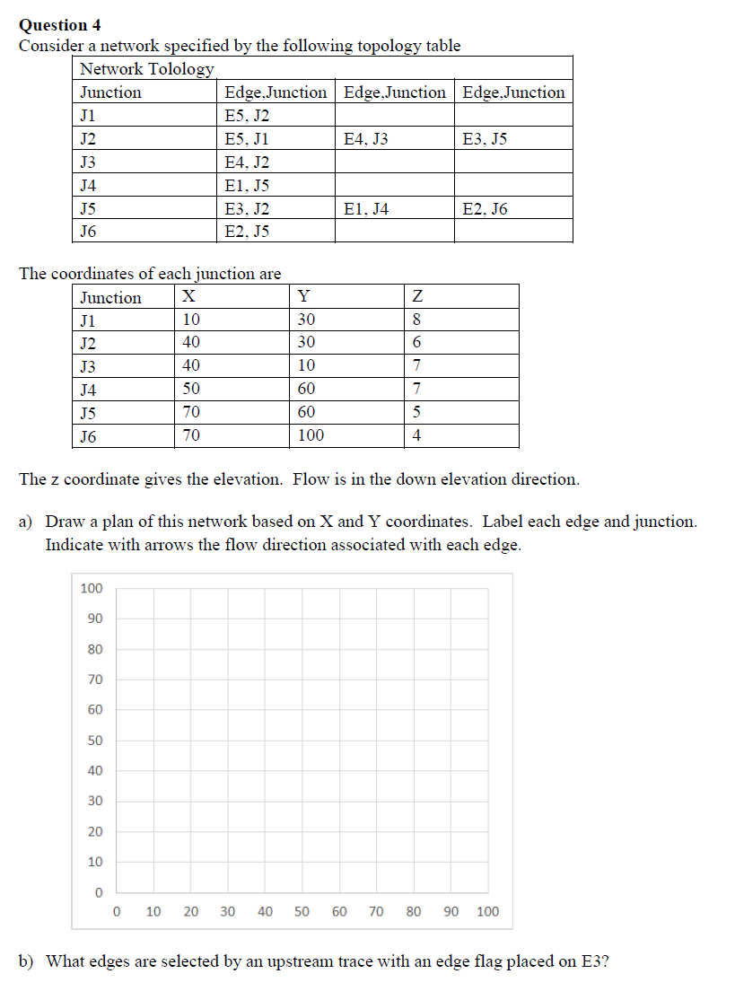 Question 4
Consider a network specified by the following topology table
Network Tolology
Junction Edge,Junction Edge,Junction Edge,Junction
J1 E5, J2
J2 E5, J1 E4, J3 E3, J5
J3 E4, J2
J4 E1, J5
J5 E3, J2 E1, J4 E2, J6
J6 E2, J5
The coordinates of each junction are
Junction X Y Z
J1 10 30 8
J2 40 30 6
J3 40 10 7
J4 50 60 7
J5 70 60 5
J6 70 100 4
The z coordinate gives the elevation. Flow is in the down elevation direction.
a) Draw a plan of this network based on X and Y coordinates. Label each edge and junction.
Indicate with arrows the flow direction associated with each edge.
100
90
80
70
60
50
40
30
20
10
0
0 10 20 30 40 50 60 70 80 90 100
b) What edges are selected by an upstream trace with an edge flag placed on E3?